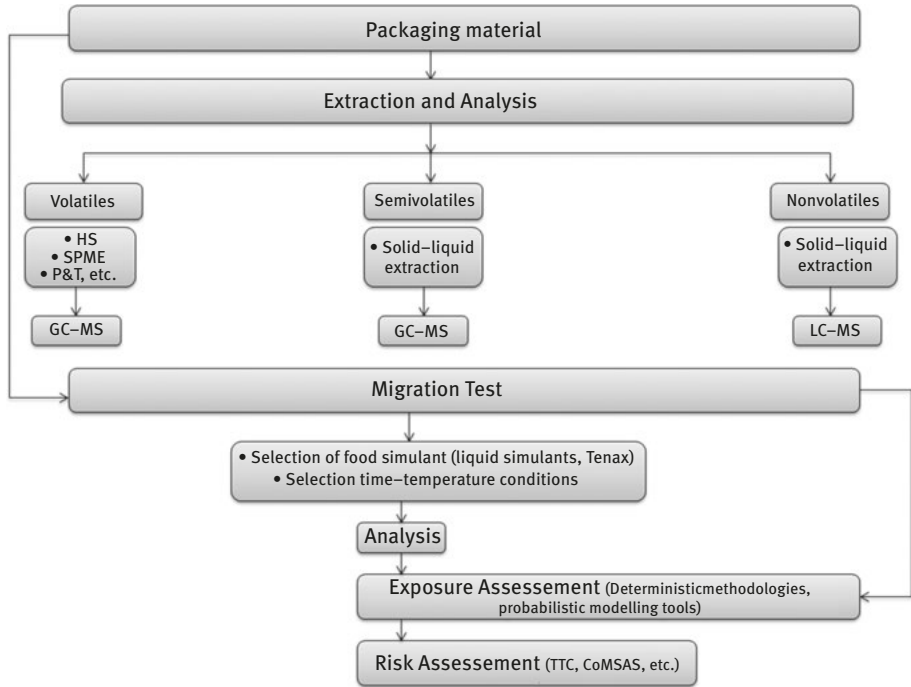 Packaging material
Extraction and Analysis
Volatiles
• HS
• SPME
• P&T, etc.
GC–MS
Semivolatiles
• Solid–liquid
extraction
GC–MS
Nonvolatiles
• Solid–liquid
extraction
LC–MS
Migration Test
• Selection of food simulant (liquid simulants, Tenax)
• Selection time–temperature conditions
Analysis
Exposure Assessement (Deterministicmethodologies,
probabilistic modelling tools)
Risk Assessment (TTC, CoMSAS, etc.)